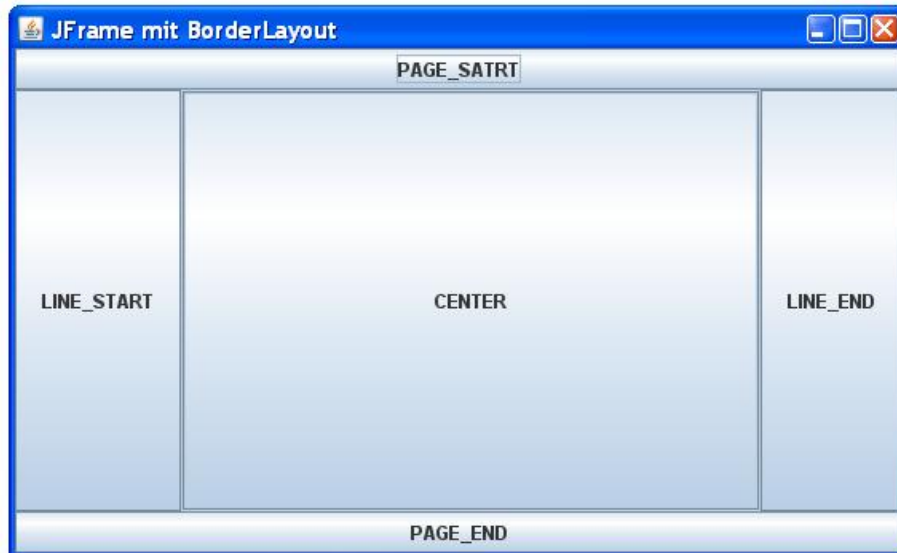 JFrame mit BorderLayout
PAGE_SATRT
LINE_START
CENTER
LINE_END
PAGE_END